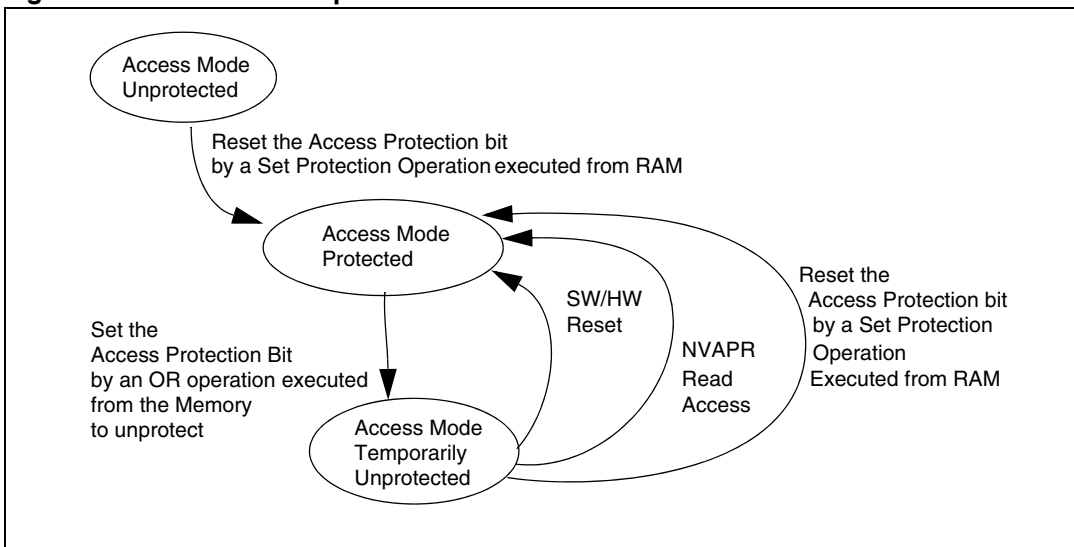 Access Mode
Unprotected
Reset the Access Protection bit
by a Set Protection Operation executed from RAM
Access Mode
Protected
Set the
Access Protection Bit
by an OR operation executed
from the Memory
to unprotect
SW/HW
Reset
NVAPR
Read
Access
Reset the
Access Protection bit
by a Set Protection
Operation
Executed from RAM
Access Mode
Temporarily
Unprotected